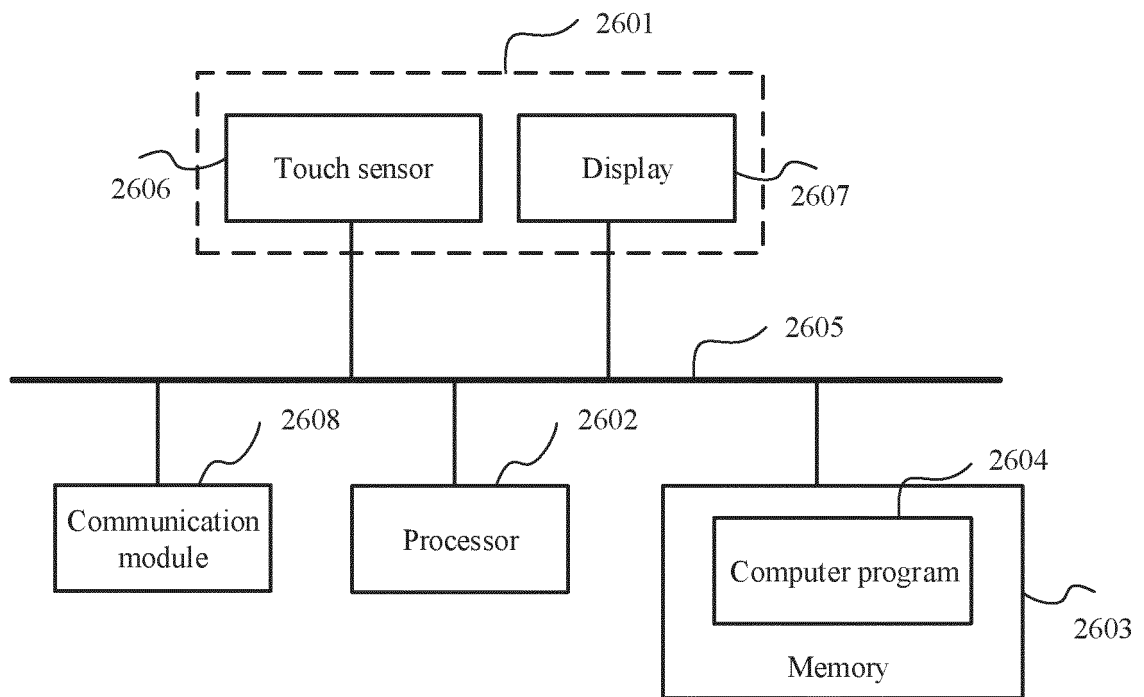 2601
Touch sensor
Display
2606
2607
2605
2608
2602
2604
Communication
module
Processor
Computer program
2603
Memory